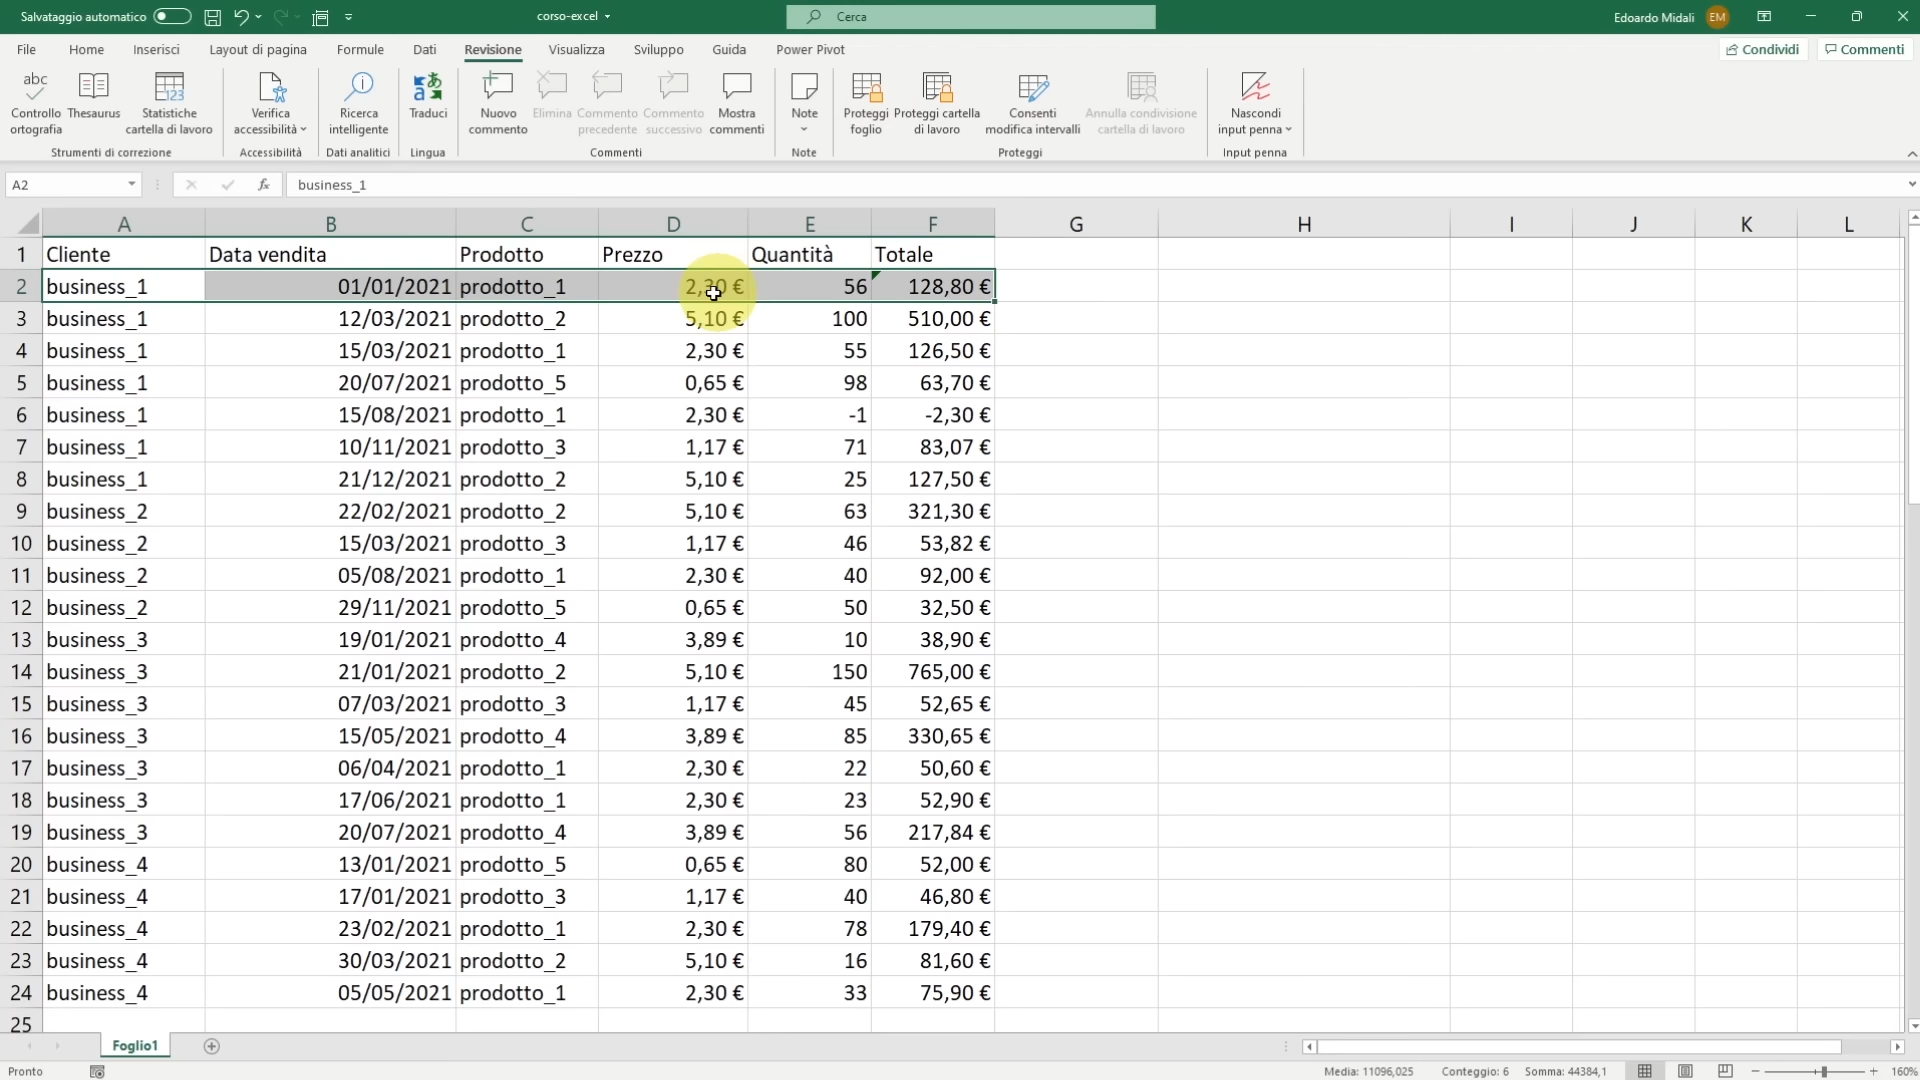 Salvataggio automatico
corso-excel
Cerca
Edoardo Midali
EM
File Home Inserisci Layout di pagina Formule Dati Revisione Visualizza Sviluppo Guida Power Pivot Condividi Commenti
Controllo ortografia
Thesaurus
Statistiche cartella di lavoro
Verifica accessibilità
Ricerca intelligente
Traduci
Nuovo commento
Elimina
Commento precedente
Commento successivo
Mostra commenti
Note
Proteggi foglio
Proteggi cartella di lavoro
Consenti modifica intervalli
Annulla condivisione cartella di lavoro
Nascondi input penna
Strumenti di correzione Accessibilità Dati analitici Lingua Commenti Note Proteggi Input penna
A2 fx business_1
A B C D E F G H I J K L
1 Cliente Data vendita Prodotto Prezzo Quantità Totale
2 business_1 01/01/2021 prodotto_1 2,30 € 56 128,80 €
3 business_1 12/03/2021 prodotto_2 5,10 € 100 510,00 €
4 business_1 15/03/2021 prodotto_1 2,30 € 55 126,50 €
5 business_1 20/07/2021 prodotto_5 0,65 € 98 63,70 €
6 business_1 15/08/2021 prodotto_1 2,30 € -1 -2,30 €
7 business_1 10/11/2021 prodotto_3 1,17 € 71 83,07 €
8 business_1 21/12/2021 prodotto_2 5,10 € 25 127,50 €
9 business_2 22/02/2021 prodotto_2 5,10 € 63 321,30 €
10 business_2 15/03/2021 prodotto_3 1,17 € 46 53,82 €
11 business_2 05/08/2021 prodotto_1 2,30 € 40 92,00 €
12 business_2 29/11/2021 prodotto_5 0,65 € 50 32,50 €
13 business_3 19/01/2021 prodotto_4 3,89 € 10 38,90 €
14 business_3 21/01/2021 prodotto_2 5,10 € 150 765,00 €
15 business_3 07/03/2021 prodotto_3 1,17 € 45 52,65 €
16 business_3 15/05/2021 prodotto_4 3,89 € 85 330,65 €
17 business_3 06/04/2021 prodotto_1 2,30 € 22 50,60 €
18 business_3 17/06/2021 prodotto_1 2,30 € 23 52,90 €
19 business_3 20/07/2021 prodotto_4 3,89 € 56 217,84 €
20 business_4 13/01/2021 prodotto_5 0,65 € 80 52,00 €
21 business_4 17/01/2021 prodotto_3 1,17 € 40 46,80 €
22 business_4 23/02/2021 prodotto_1 2,30 € 78 179,40 €
23 business_4 30/03/2021 prodotto_2 5,10 € 16 81,60 €
24 business_4 05/05/2021 prodotto_1 2,30 € 33 75,90 €
25
Foglio1
Pronto
Media: 11096,025 Conteggio: 6 Somma: 44384,1
160%